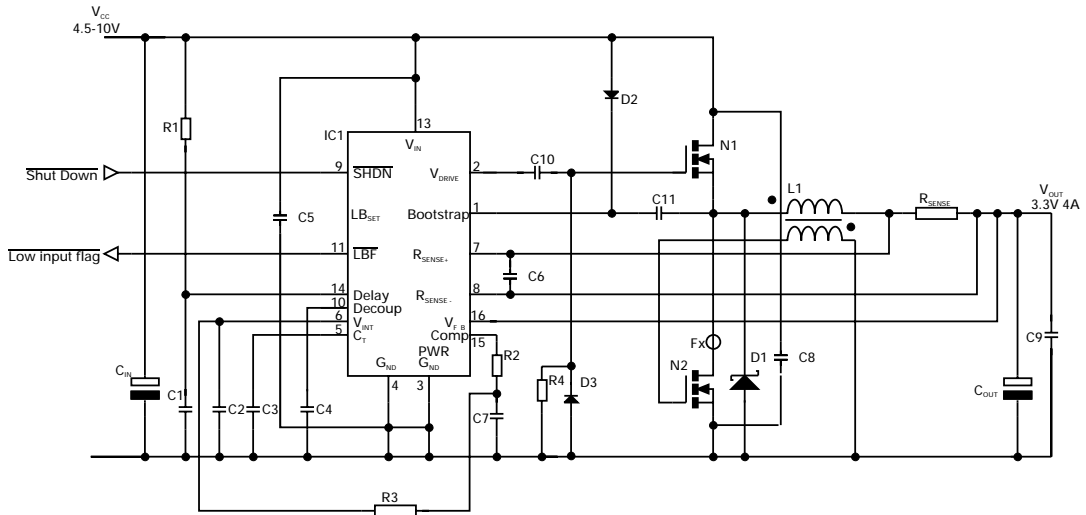 VCC
4.5-10V
D2
R1
IC1
13
VIN
N1
C10
Shut Down
9
SHDN
VDRIVE
2
L1
VOUT
3.3V 4A
C5
LBSET
Bootstrap
1
C11
RSENSE
Low input flag
11
LBF
RSENSE+
7
C6
14
Delay
RSENSE-
8
10
Decoup
6
VINT
VFB
16
5
CT
Comp
15
Fx
C9
PWR
GND
GND
R2
N2
D1
C8
CIN
4
3
R4
D3
COUT
C1
C2
C3
C4
C7
R3